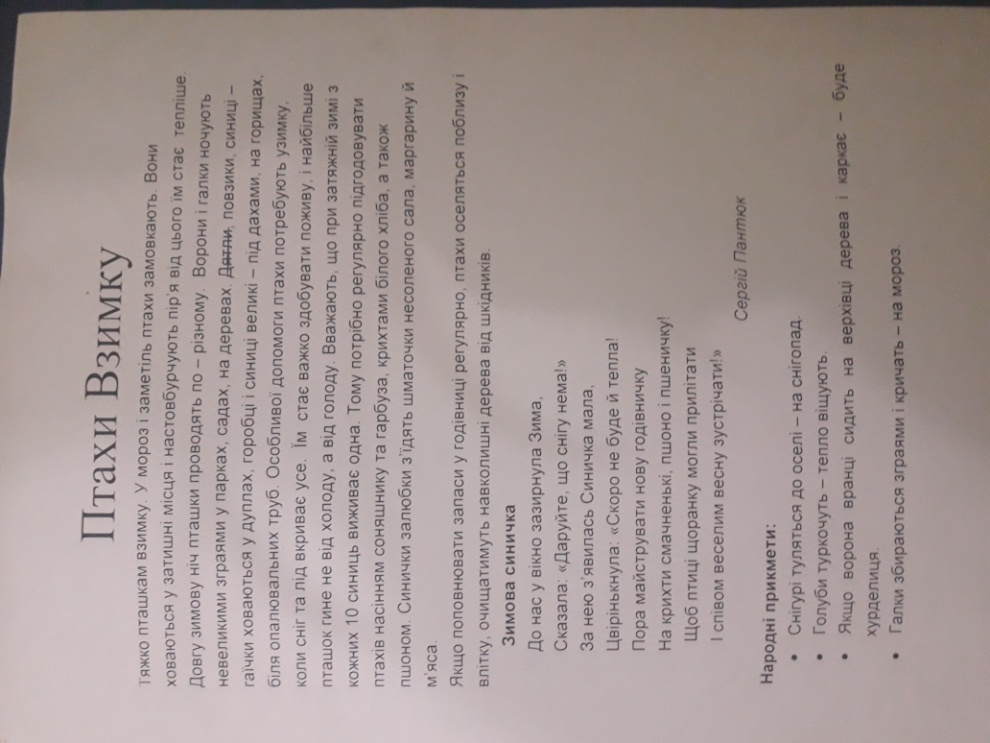 Птахи Взимку
Тяжко пташкам взимку. У мороз і заметіль птахи замовкають. Вони
ховаються у затишні місця і настовбурчують пір'я від цього їм стає тепліше.
Довгу зимову ніч пташки проводять по – різному. Ворони і галки ночують
невеликими зграями у парках, садах, на деревах. Дятли, повзики, синиці –
гаїчки ховаються у дуплах, горобці і синиці великі – під дахами, на горищах,
біля опалювальних труб. Особливої допомоги птахи потребують узимку,
коли сніг та лід вкриває усе. Їм стає важко здобувати поживу, і найбільше
пташок гине не від холоду, а від голоду. Вважають, що при затяжній зимі з
кожних 10 синиць виживає одна. Тому потрібно регулярно підгодовувати
птахів насінням соняшнику та гарбуза, крихтами білого хліба, а також
пшоном. Синички залюбки з'їдять шматочки несоленого сала, маргарину й
м'яса.
Якщо поповнювати запаси у годівниці регулярно, птахи оселяться поблизу і
влітку, очищатимуть навколишні дерева від шкідників.
Зимова синичка
До нас у вікно зазирнула Зима,
Сказала: «Даруйте, що снігу нема!»
За нею з'явилась Синичка мала,
Цвірінькнула: «Скоро не буде й тепла!
Пора майструвати нову годівничку
На крихти смачненькі, пшоно і пшеничку!
Щоб птиці щоранку могли прилітати
І співом веселим весну зустрічати!»
Сергій Пантюк
Народні прикмети:
• Снігурі туляться до оселі – на снігопад.
• Голуби туркочуть – тепло віщують.
• Якщо ворона вранці сидить на верхівці дерева і каркає – буде
хурделиця.
• Галки збираються зграями і кричать – на мороз.